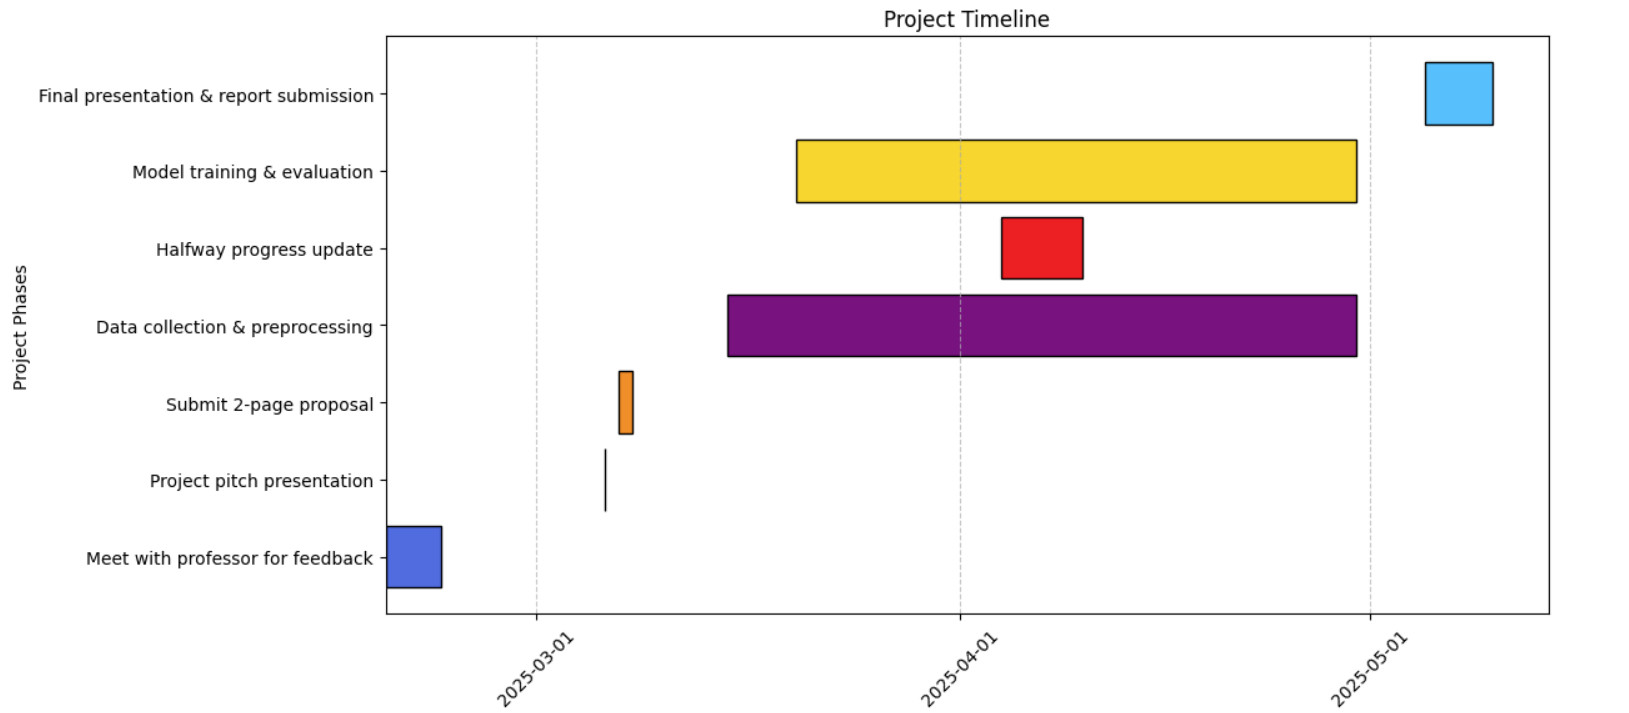 Project Timeline
Project Phases
Final presentation & report submission
Model training & evaluation
Halfway progress update
Data collection & preprocessing
Submit 2-page proposal
Project pitch presentation
Meet with professor for feedback
2025-03-01
2025-04-01
2025-05-01